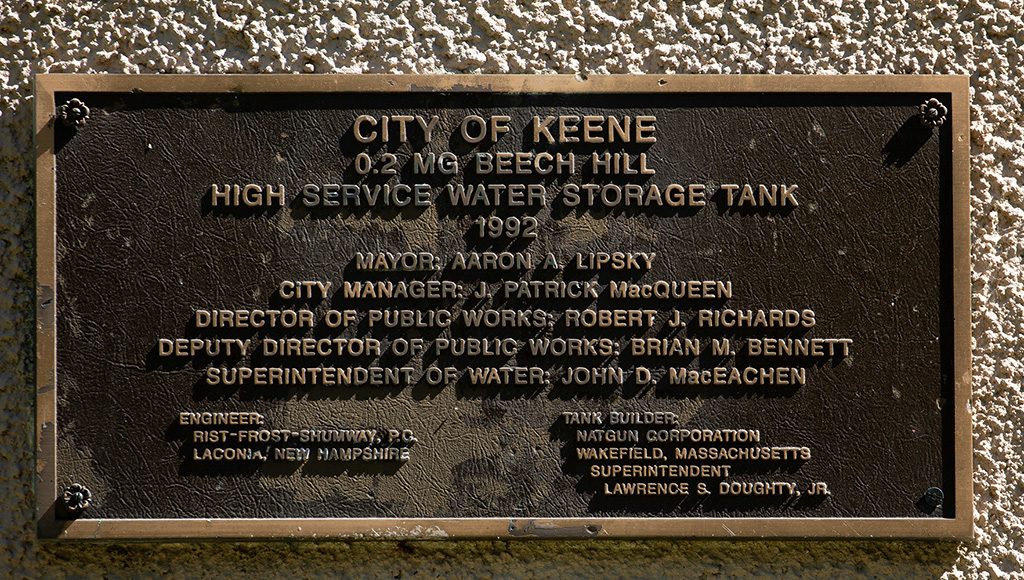 CITY OF KEENE
0.2 MG BEECH HILL
HIGH SERVICE WATER STORAGE TANK
1992
MAYOR: AARON A. LIPSKY
CITY MANAGER: J. PATRICK MacQUEEN
DIRECTOR OF PUBLIC WORKS: ROBERT J. RICHARDS
DEPUTY DIRECTOR OF PUBLIC WORKS: BRIAN M. BENNETT
SUPERINTENDENT OF WATER: JOHN D. MacEACHEN
ENGINEER:
RIST-FROST-SHUMWAY, P.C.
LACONIA, NEW HAMPSHIRE
TANK BUILDER:
NATGUN CORPORATION
WAKEFIELD, MASSACHUSETTS
SUPERINTENDENT
LAWRENCE S. DOUGHTY, JR.